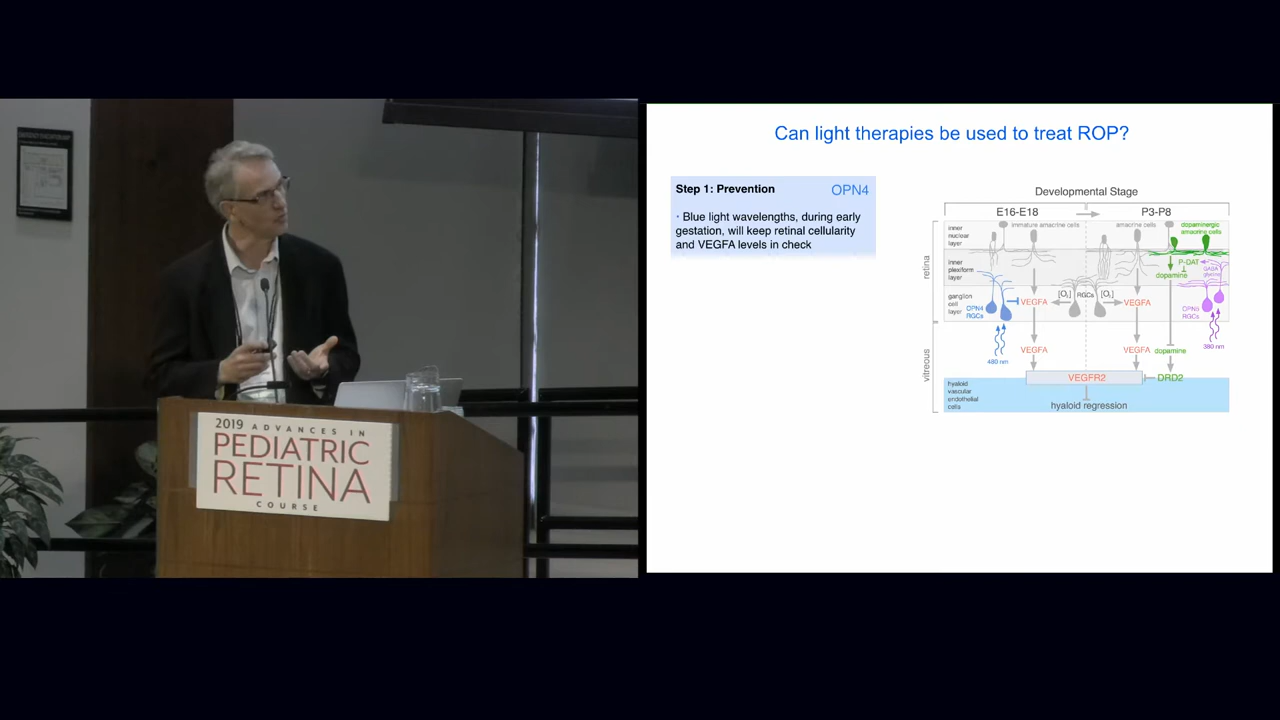 2019 ADVANCES IN
PEDIATRIC
RETINA
COURSE
Can light therapies be used to treat ROP?
Step 1: Prevention OPN4
· Blue light wavelengths, during early
gestation, will keep retinal cellularity
and VEGFA levels in check
Developmental Stage
E16-E18 P3-P8
retina
vitreous
inner
nuclear
layer
immature amacrine cells
amacrine cells
dopaminergic
amacrine cells
inner
plexiform
layer
P-DAT
dopamine
GABA
glycine
ganglion
cell
layer
OPN4
RGCs
VEGFA
[O₂] RGCs [O₂]
VEGFA
OPN5
RGCs
480 nm
380 nm
VEGFA
VEGFA dopamine
hyaloid
vascular
endothelial
cells
VEGFR2
DRD2
hyaloid regression